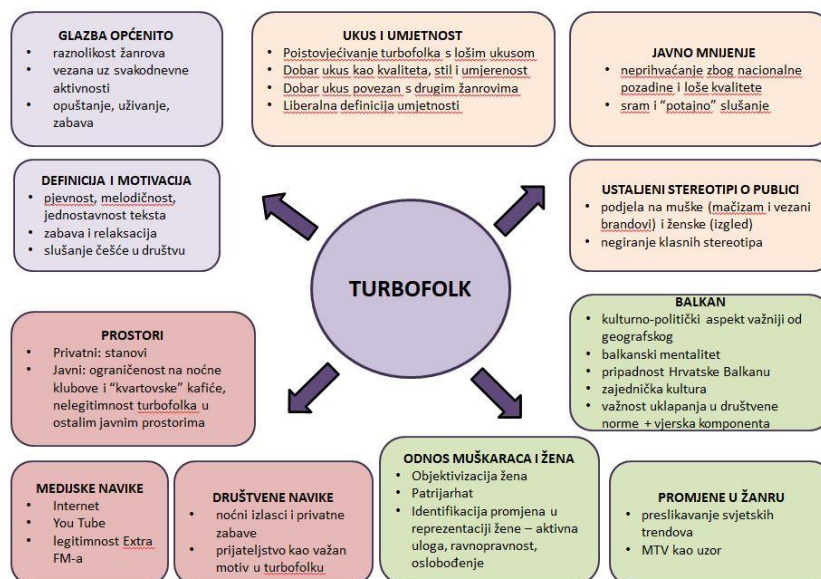 GLAZBA OPĆENITO
• raznolikost žanrova
• vezana uz svakodnevne
aktivnosti
• opuštanje, uživanje,
zabava
UKUS I UMJETNOST
• Poistovjećivanje turbofolka s lošim ukusom
• Dobar ukus kao kvaliteta, stil i umjerenost
• Dobar ukus povezan s drugim žanrovima
• Liberalna definicija umjetnosti
JAVNO MNIJENJE
• neprihvaćanje zbog nacionalne
pozadine i loše kvalitete
• sram i “potajno” slušanje
DEFINICIJA I MOTIVACIJA
• pjevnost, melodičnost,
jednostavnost teksta
• zabava i relaksacija
• slušanje češće u društvu
USTALJENI STEREOTIPI O PUBLICI
• podjela na muške (mačizam i vezani
brandovi) i ženske (izgled)
• negiranje klasnih stereotipa
TURBOFOLK
PROSTORI
• Privatni: stanovi
• Javni: ograničenost na noćne
klubove i “kvartovske” kafiće,
nelegitimnost turbofolka u
ostalim javnim prostorima
BALKAN
• kulturno-politički aspekt važniji od
geografskog
• balkanski mentalitet
• pripadnost Hrvatske Balkanu
• zajednička kultura
• važnost uklapanja u društvene
norme + vjerska komponenta
MEDIJSKE NAVIKE
• Internet
• You Tube
• legitimnost Extra
FM-a
DRUŠTVENE NAVIKE
• noćni izlasci i privatne
zabave
• prijateljstvo kao važan
motiv u turbofolku
ODNOS MUŠKARACA I ŽENA
• Objektivizacija žena
• Patrijarhat
• Identifikacija promjena u
reprezentaciji žene – aktivna
uloga, ravnopravnost,
oslobođenje
PROMJENE U ŽANRU
• preslikavanje svjetskih
trendova
• MTV kao uzor